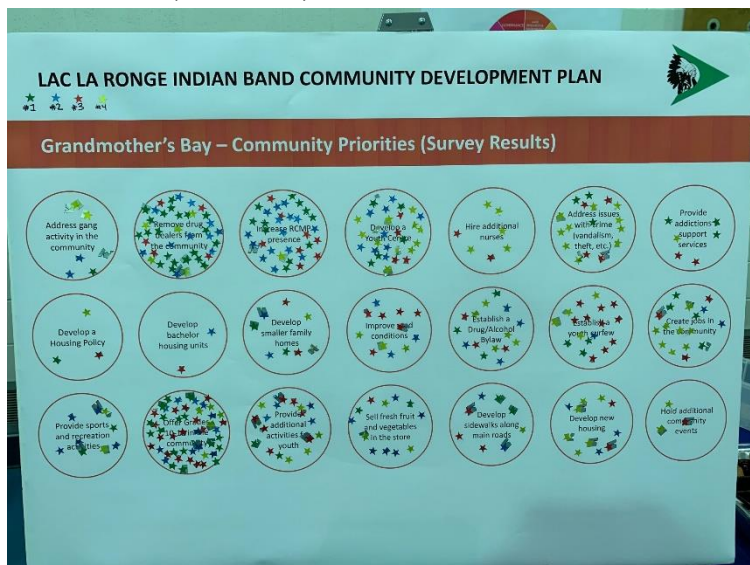 LAC LA RONGE INDIAN BAND COMMUNITY DEVELOPMENT PLAN
#1 #2 #3 #4
Grandmother's Bay – Community Priorities (Survey Results)
Address gang
activity in the
community
Remove drug
dealers from
the community
Increase RCMP
presence
Develop a
Youth Centre
Hire additional
nurses
Address issues
with crime
(vandalism,
theft, etc.)
Provide
addictions
support
services
Develop a
Housing Policy
Develop
bachelor
housing units
Develop
smaller family
homes
Improve road
conditions
Establish a
Drug/Alcohol
Bylaw
Establish a
youth curfew
Create jobs in
the community
Provide sports
and recreation
activities
Offer Grades
in the
community
Provide
additional
activities
youth
Sell fresh fruit
and vegetables
in the store
Develop
sidewalks along
main roads
Develop new
housing
Hold additional
community
events